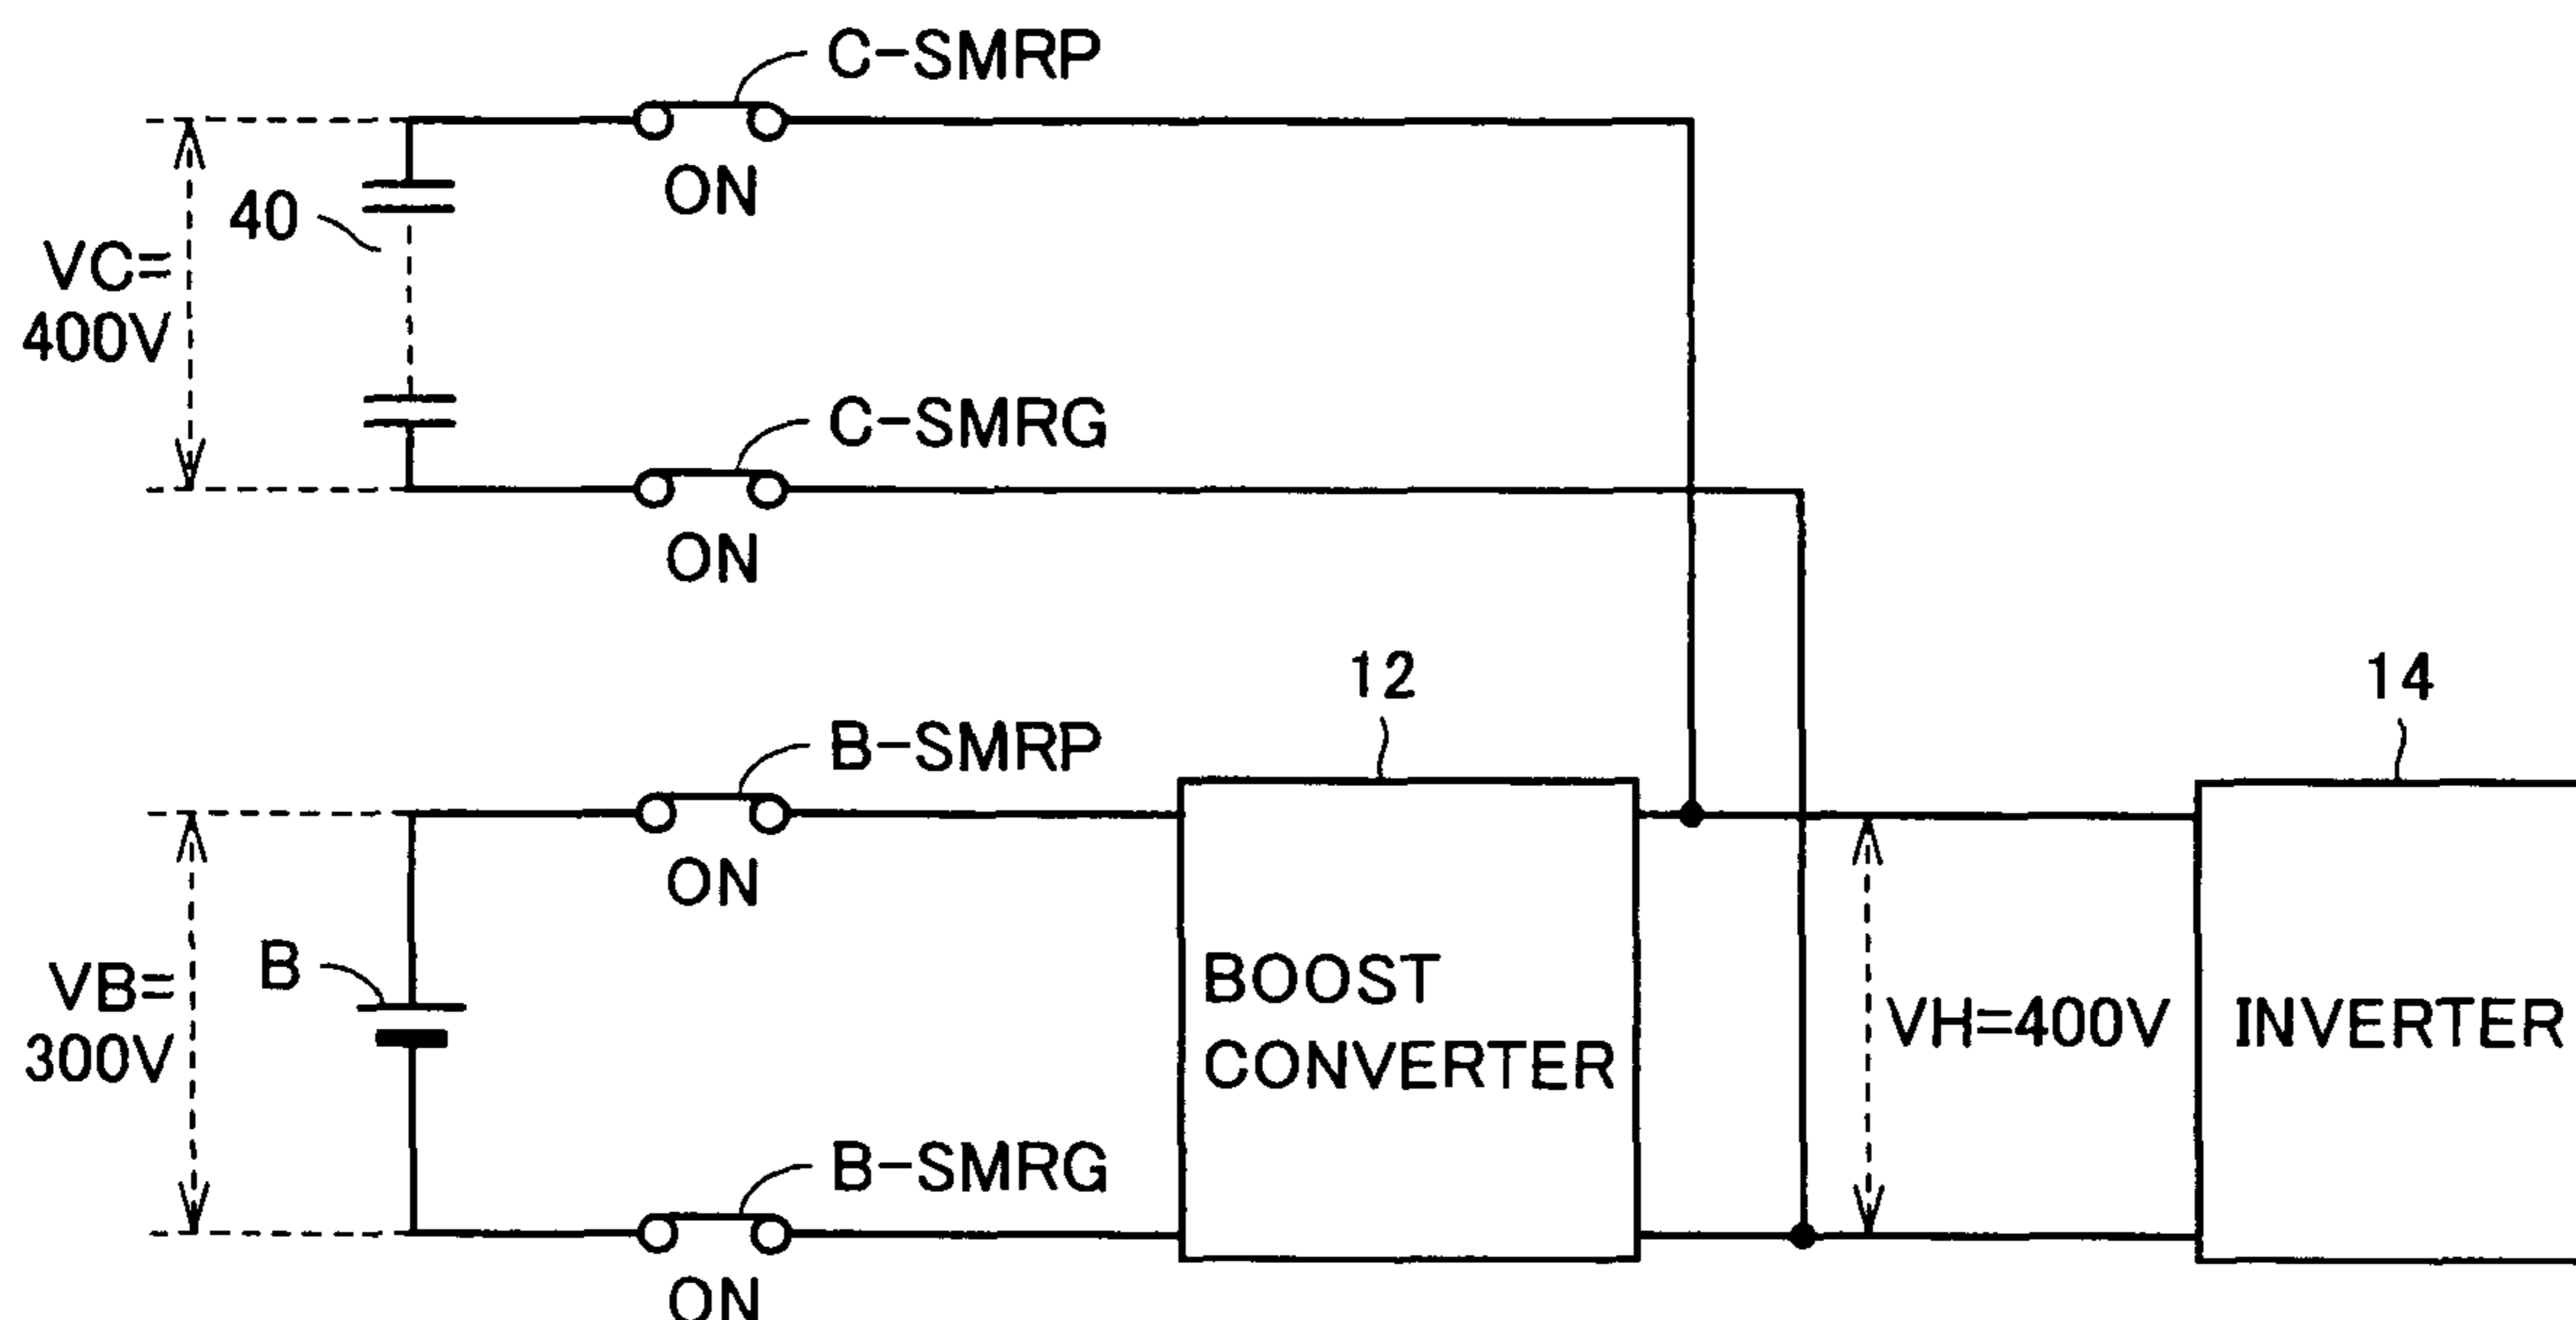 C-SMRP
ON
40
VC=
400V
C-SMRG
ON
12
14
B-SMRP
ON
B
VB=
300V
BOOST
CONVERTER
VH=400V
INVERTER
B-SMRG
ON